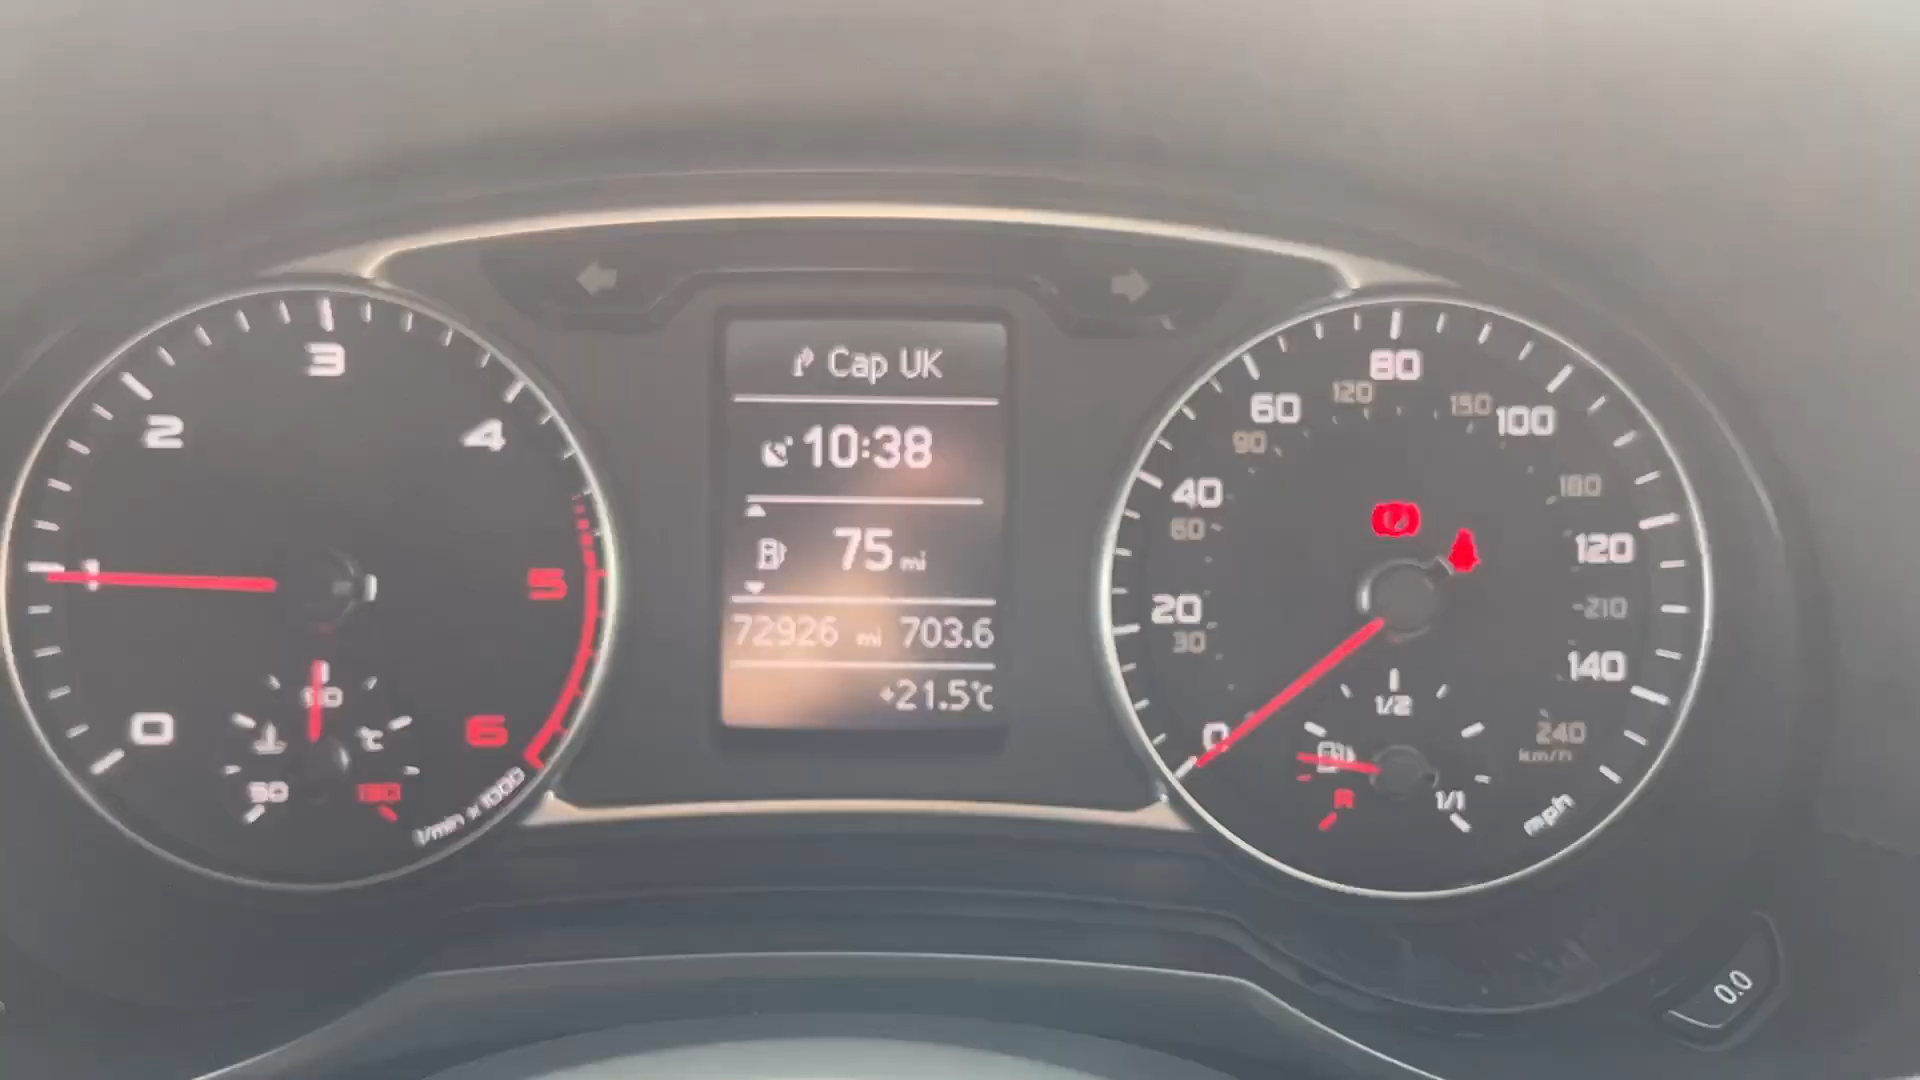 Cap UK
10:38
75 mi
72926 mi 703.6
+21.5°C
0 1 2 3 4 5 6
1/min x 1000
50 90 130 °C
0 20 40 60 80 100 120 140
mph
30 60 90 120 150 180 210 240
km/h
R 1/2 1/1
0.0